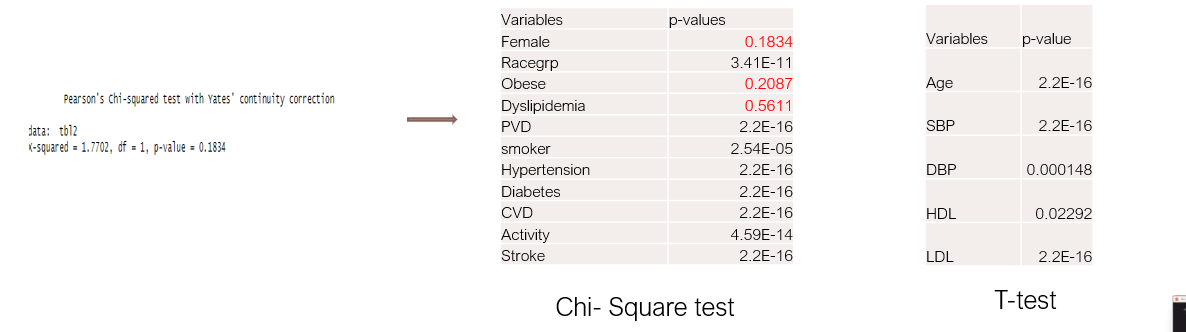 Pearson's Chi-squared test with Yates' continuity correction
data: tbl2
X-squared = 1.7702, df = 1, p-value = 0.1834
Variables p-values
Female 0.1834
Racegrp 3.41E-11
Obese 0.2087
Dyslipidemia 0.5611
PVD 2.2E-16
smoker 2.54E-05
Hypertension 2.2E-16
Diabetes 2.2E-16
CVD 2.2E-16
Activity 4.59E-14
Stroke 2.2E-16
Chi- Square test
Variables p-value
Age 2.2E-16
SBP 2.2E-16
DBP 0.000148
HDL 0.02292
LDL 2.2E-16
T-test